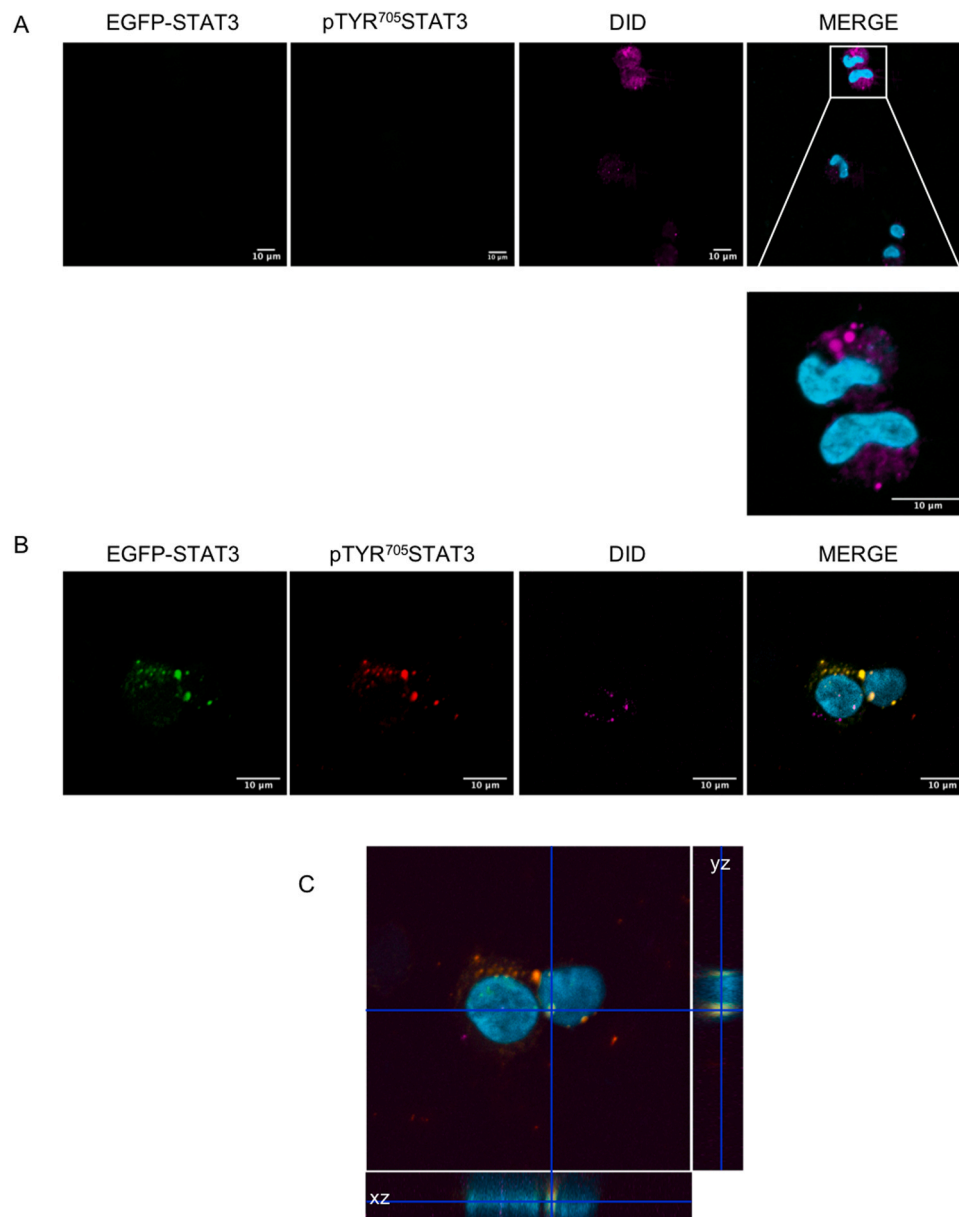 A
EGFP-STAT3 pTYR⁷⁰⁵STAT3 DID MERGE
10 µm 10 µm 10 µm
10 µm
B
EGFP-STAT3 pTYR⁷⁰⁵STAT3 DID MERGE
10 µm 10 µm 10 µm 10 µm
C
yz
xz